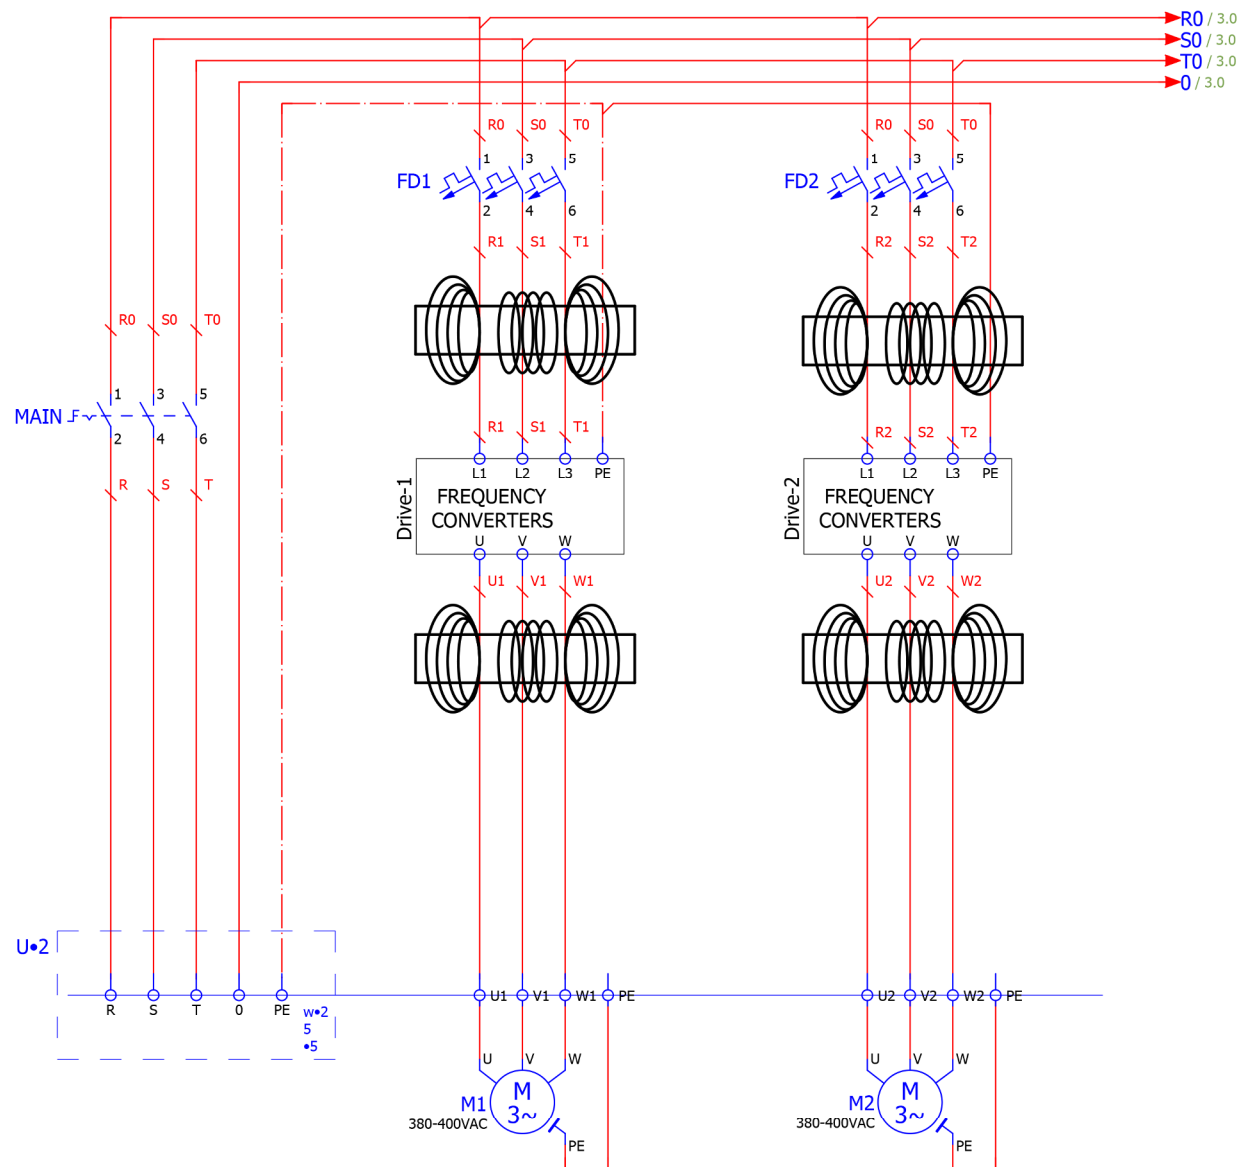 R0 / 3.0
S0 / 3.0
T0 / 3.0
0 / 3.0
R0 S0 T0 R0 S0 T0
1 3 5 1 3 5
FD1 FD2
2 4 6 2 4 6
R1 S1 T1 R2 S2 T2
R0 S0 T0
1 3 5
MAIN
2 4 6
R1 S1 T1 R2 S2 T2
L1 L2 L3 PE L1 L2 L3 PE
R S T
Drive-1 FREQUENCY CONVERTERS
Drive-2 FREQUENCY CONVERTERS
U V W U V W
U1 V1 W1 U2 V2 W2
U•2
R S T 0 PE
U1 V1 W1 PE U2 V2 W2 PE
w•2
5
•5
U V W U V W
M1 M 3~ M2 M 3~
380-400VAC 380-400VAC
PE PE